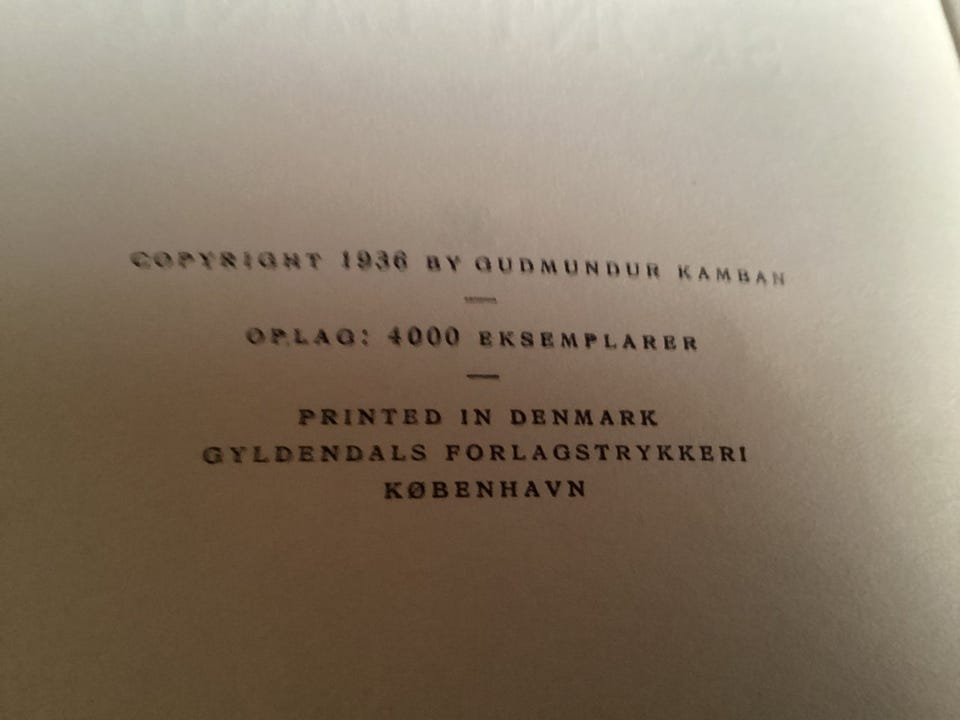 COPYRIGHT 1936 BY GUDMUNDUR KAMBAN
OPLAG: 4000 EKSEMPLARER
PRINTED IN DENMARK
GYLDENDALS FORLAGSTRYKKERI
KØBENHAVN